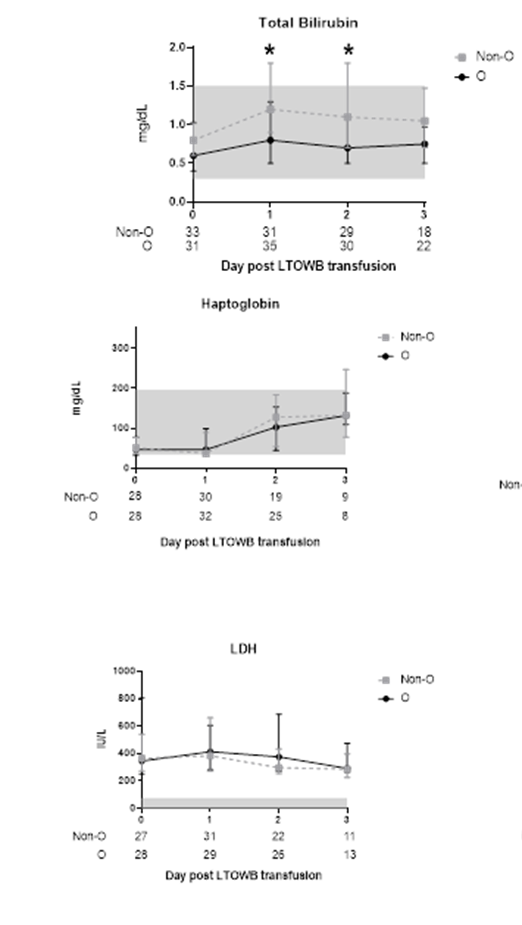 Total Bilirubin
* *
2.0
1.5
1.0
0.5
0.0
mg/dL
Non-O
O
0 1 2 3
Non-O 33 31 29 18
O 31 35 30 22
Day post LTOWB transfusion
Haptoglobin
300
200
100
0
mg/dL
Non-O
O
0 1 2 3
Non-O 28 30 19 9
O 28 32 25 8
Non-
Day post LTOWB transfusion
LDH
1000
800
600
400
200
0
IU/L
Non-O
O
0 1 2 3
Non-O 27 31 22 11
O 28 29 25 13
Day post LTOWB transfusion